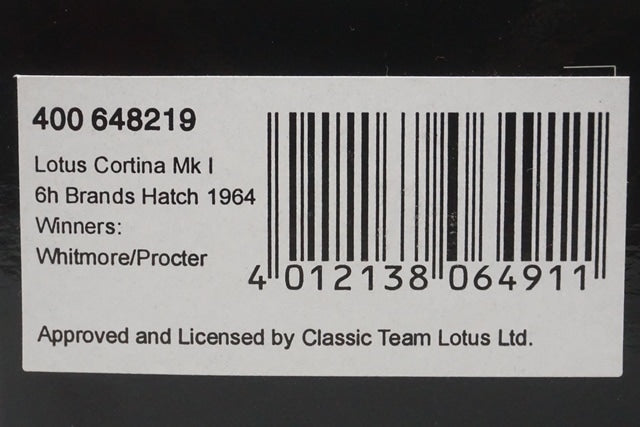 400 648219
Lotus Cortina Mk I
6h Brands Hatch 1964
Winners:
Whitmore/Procter
4 012138 064911
Approved and Licensed by Classic Team Lotus Ltd.